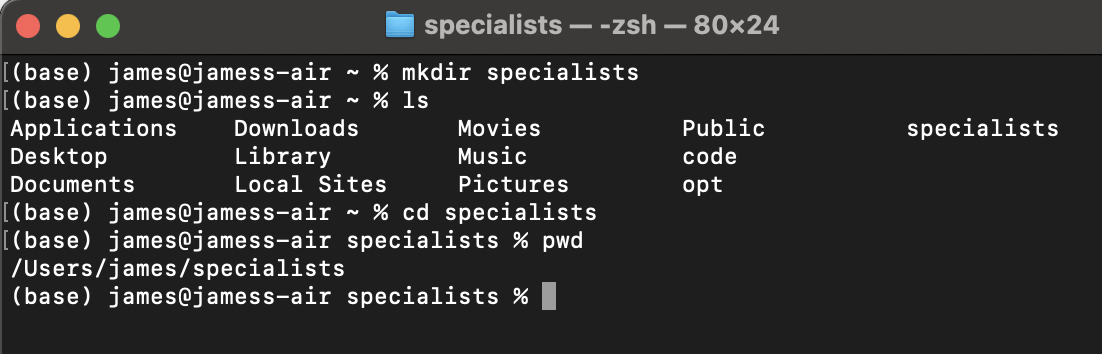 specialists — -zsh — 80×24
[(base) james@jamess-air ~ % mkdir specialists
[(base) james@jamess-air ~ % ls
Applications    Downloads       Movies          Public          specialists
Desktop         Library         Music           code
Documents       Local Sites     Pictures        opt
[(base) james@jamess-air ~ % cd specialists
[(base) james@jamess-air specialists % pwd
/Users/james/specialists
(base) james@jamess-air specialists %